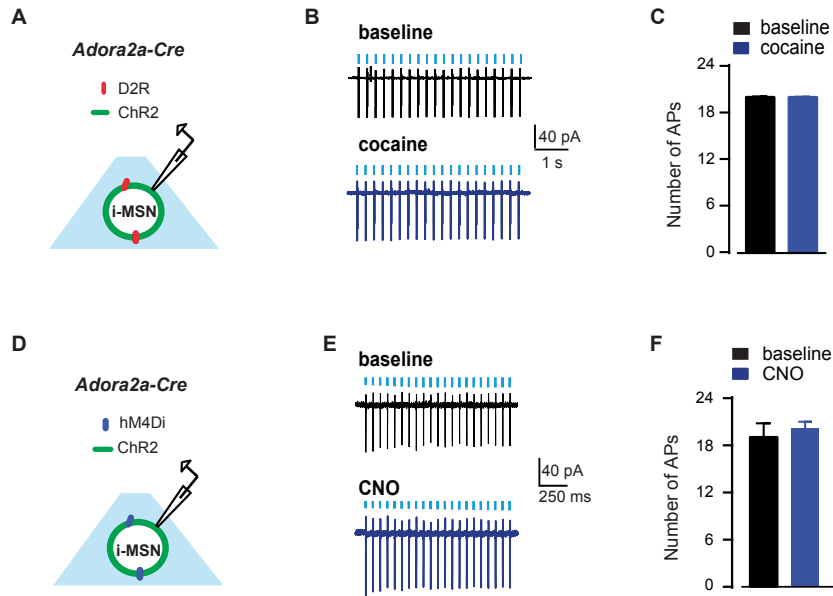 A
Adora2a-Cre
D2R
ChR2
i-MSN
B
baseline
cocaine
40 pA
1 s
C
baseline
cocaine
Number of APs
24
18
12
6
0
D
Adora2a-Cre
hM4Di
ChR2
i-MSN
E
baseline
CNO
40 pA
250 ms
F
baseline
CNO
Number of APs
24
18
12
6
0